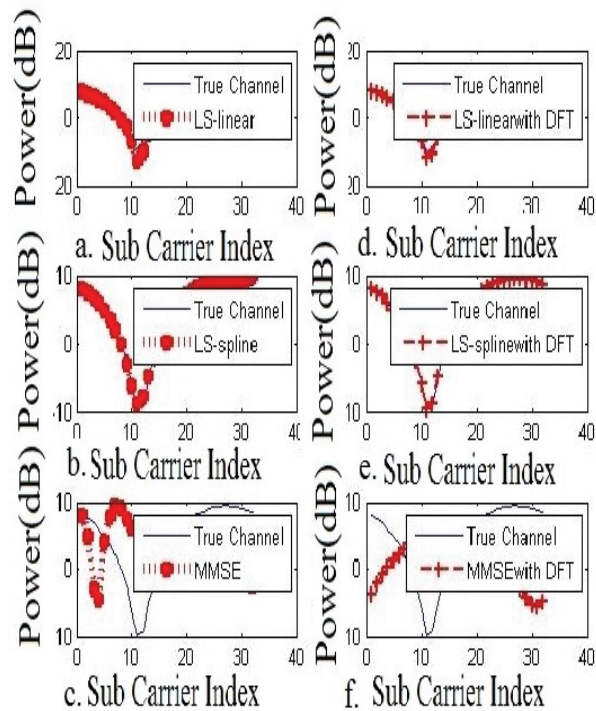 Power(dB)
20
0
20
True Channel
LS-linear
0 10 20 30 40
a. Sub Carrier Index
Power(dB)
20
0
20
True Channel
LS-linearwith DFT
0 10 20 30 40
d. Sub Carrier Index
Power(dB)
10
0
-10
True Channel
LS-spline
10 20 30 40
b. Sub Carrier Index
Power(dB)
10
0
10
True Channel
LS-splinewith DFT
0 10 20 30 40
e. Sub Carrier Index
Power(dB)
10
0
10
True Channel
MMSE
0 10 20 30 40
c. Sub Carrier Index
Power(dB)
10
0
10
True Channel
MMSEwith DFT
0 10 20 30 40
f. Sub Carrier Index